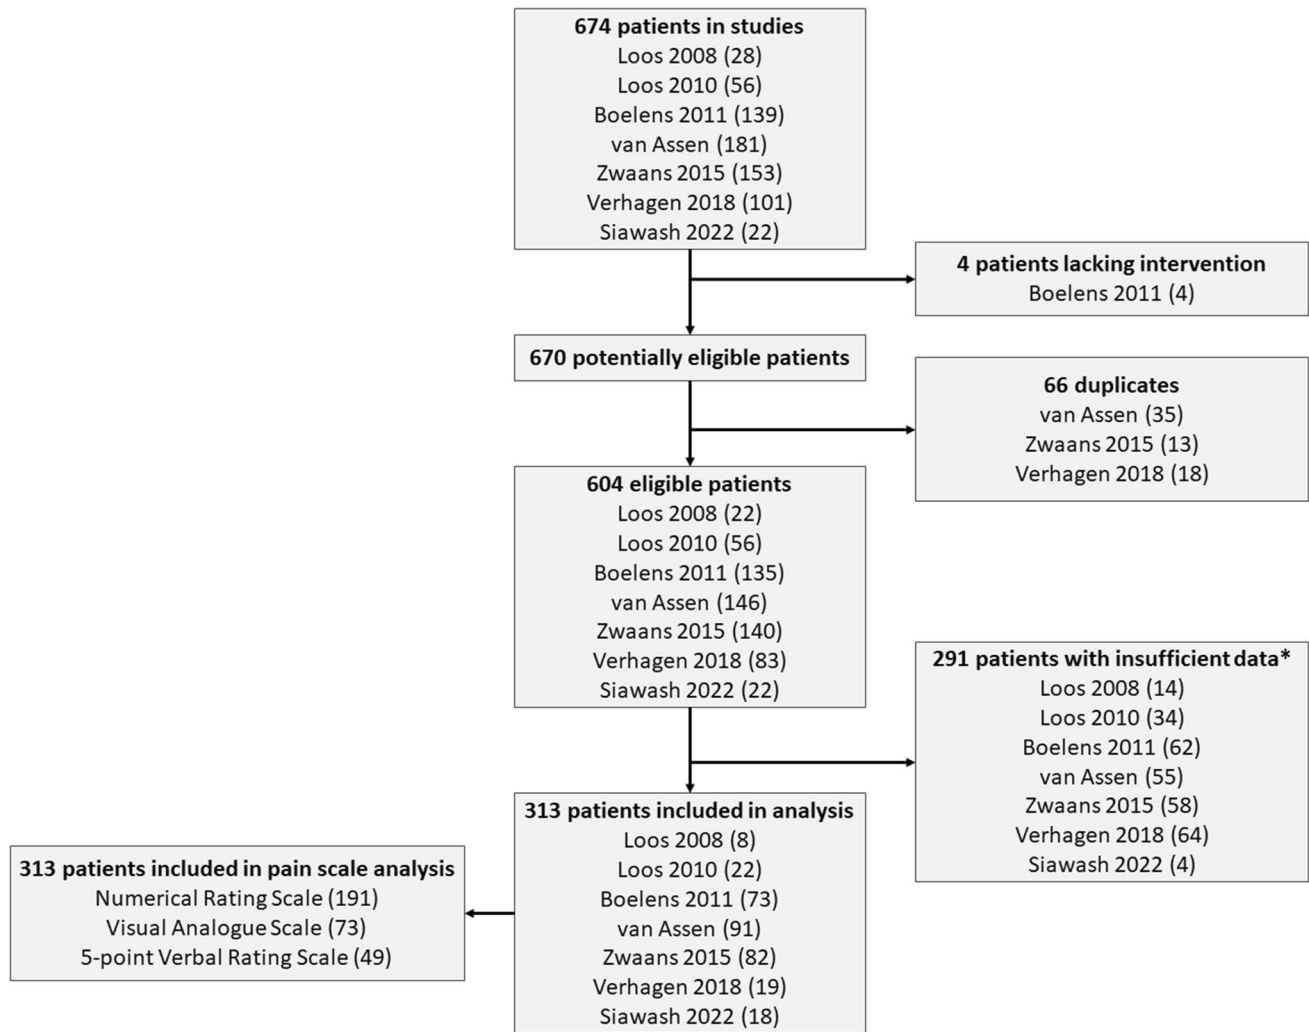 674 patients in studies
Loos 2008 (28)
Loos 2010 (56)
Boelens 2011 (139)
van Assen (181)
Zwaans 2015 (153)
Verhagen 2018 (101)
Siawash 2022 (22)
4 patients lacking intervention
Boelens 2011 (4)
670 potentially eligible patients
66 duplicates
van Assen (35)
Zwaans 2015 (13)
Verhagen 2018 (18)
604 eligible patients
Loos 2008 (22)
Loos 2010 (56)
Boelens 2011 (135)
van Assen (146)
Zwaans 2015 (140)
Verhagen 2018 (83)
Siawash 2022 (22)
291 patients with insufficient data*
Loos 2008 (14)
Loos 2010 (34)
Boelens 2011 (62)
van Assen (55)
Zwaans 2015 (58)
Verhagen 2018 (64)
Siawash 2022 (4)
313 patients included in analysis
Loos 2008 (8)
Loos 2010 (22)
Boelens 2011 (73)
van Assen (91)
Zwaans 2015 (82)
Verhagen 2018 (19)
Siawash 2022 (18)
313 patients included in pain scale analysis
Numerical Rating Scale (191)
Visual Analogue Scale (73)
5-point Verbal Rating Scale (49)